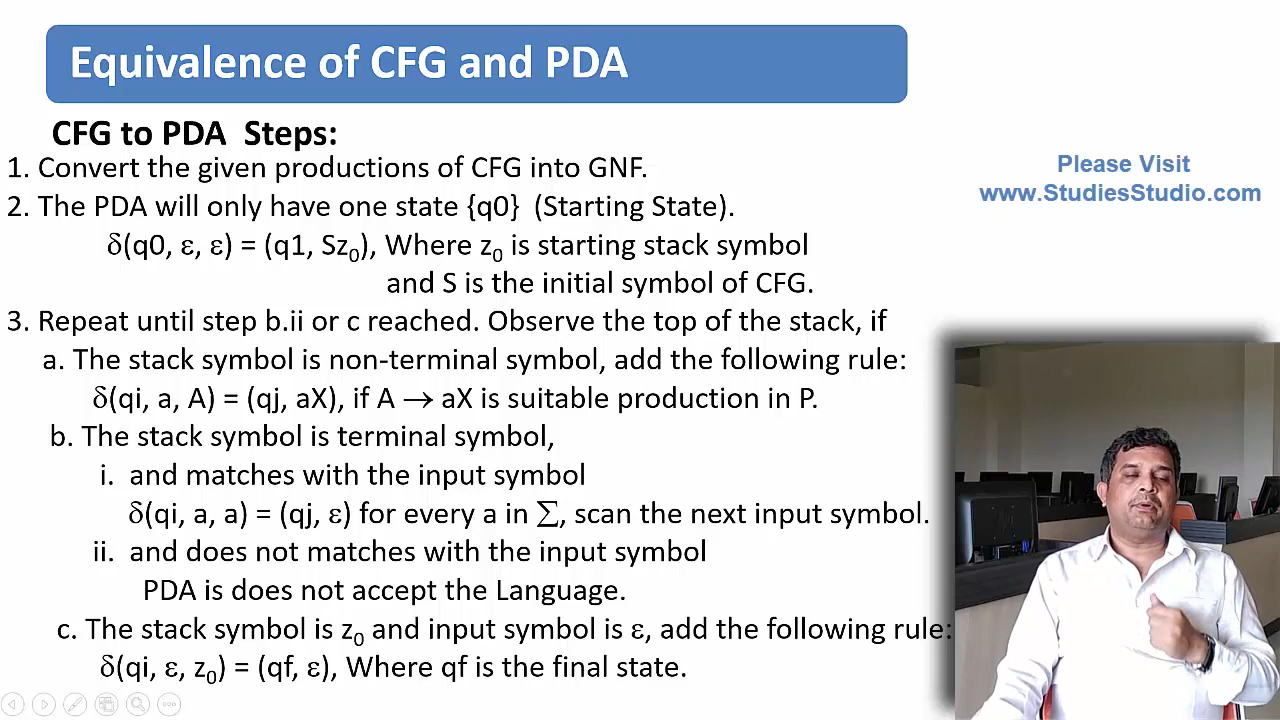 Equivalence of CFG and PDA
CFG to PDA Steps:
1. Convert the given productions of CFG into GNF.
2. The PDA will only have one state {q0} (Starting State).
δ(q0, ε, ε) = (q1, Sz₀), Where z₀ is starting stack symbol
and S is the initial symbol of CFG.
3. Repeat until step b.ii or c reached. Observe the top of the stack, if
a. The stack symbol is non-terminal symbol, add the following rule:
δ(qi, a, A) = (qj, aX), if A → aX is suitable production in P.
b. The stack symbol is terminal symbol,
i. and matches with the input symbol
δ(qi, a, a) = (qj, ε) for every a in ∑, scan the next input symbol.
ii. and does not matches with the input symbol
PDA is does not accept the Language.
c. The stack symbol is z₀ and input symbol is ε, add the following rule:
δ(qi, ε, z₀) = (qf, ε), Where qf is the final state.
Please Visit
www.StudiesStudio.com